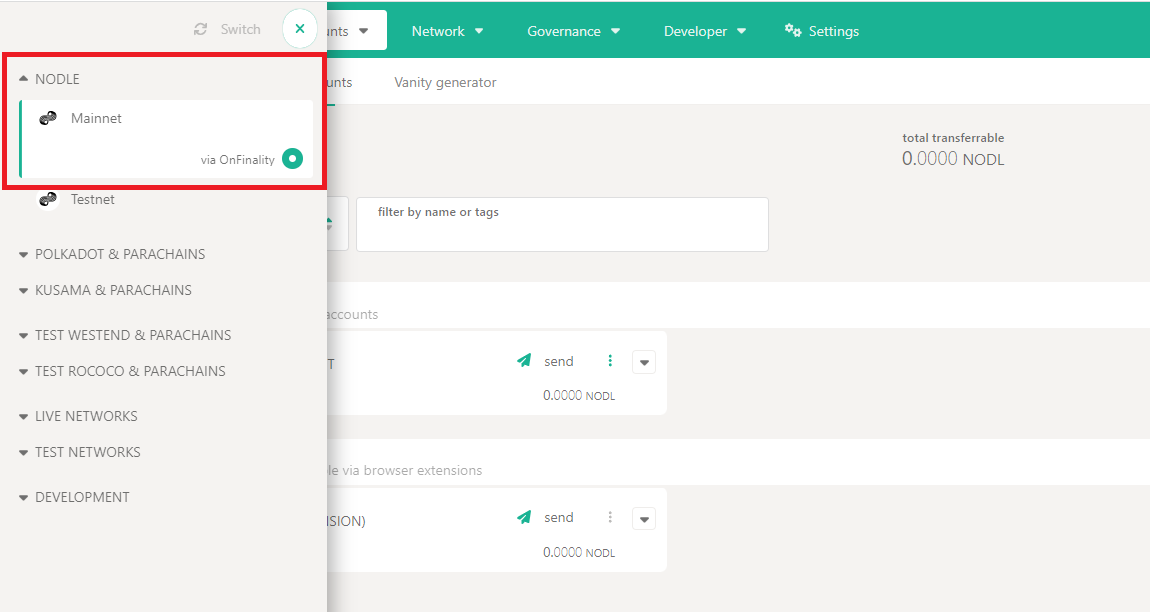 Switch
NODLE
Mainnet
via OnFinality
Testnet
POLKADOT & PARACHAINS
KUSAMA & PARACHAINS
TEST WESTEND & PARACHAINS
TEST ROCOCO & PARACHAINS
LIVE NETWORKS
TEST NETWORKS
DEVELOPMENT
unts
Network
Governance
Developer
Settings
unts
Vanity generator
total transferrable
0.0000 NODL
filter by name or tags
accounts
T
send
0.0000 NODL
le via browser extensions
ISION)
send
0.0000 NODL